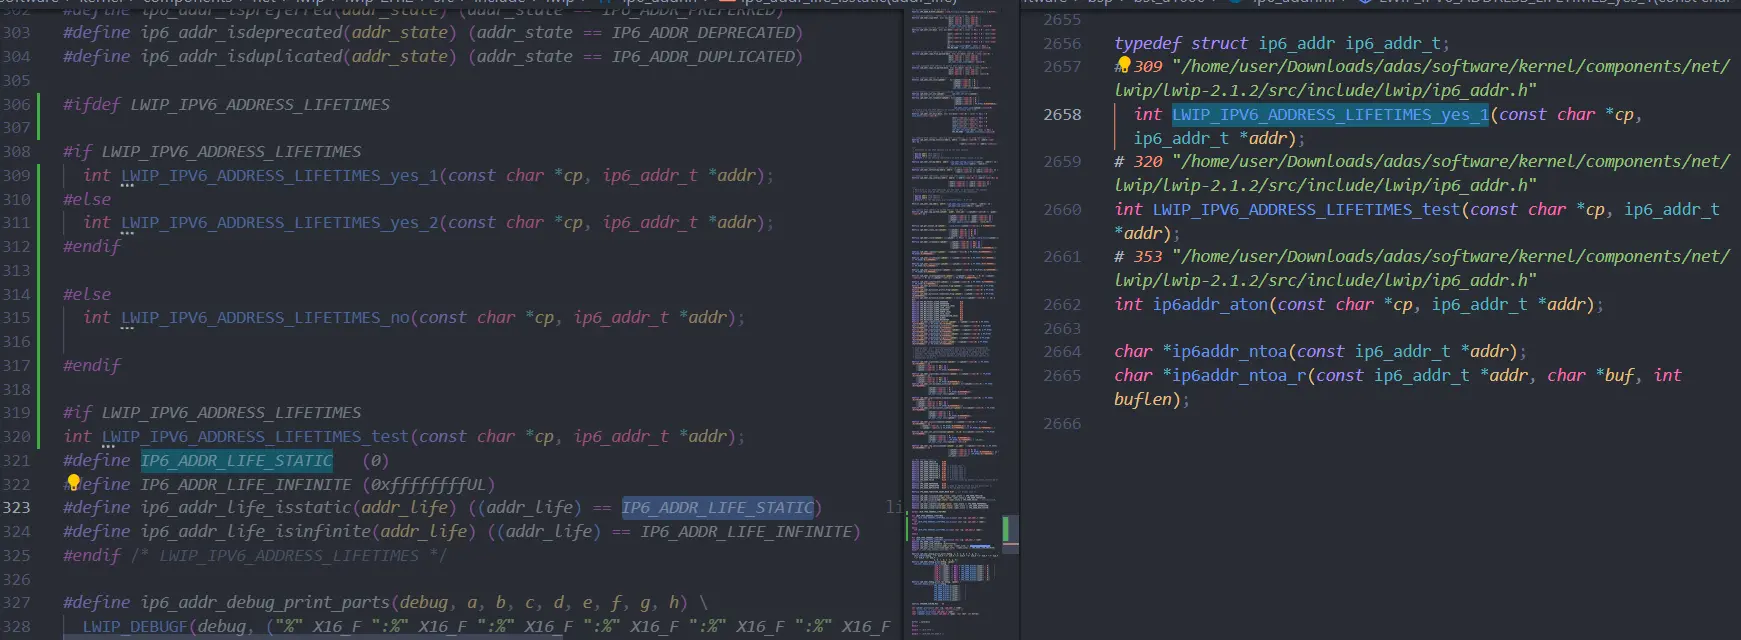 303 #define ip6_addr_isdeprecated(addr_state) (addr_state == IP6_ADDR_DEPRECATED)
304 #define ip6_addr_isduplicated(addr_state) (addr_state == IP6_ADDR_DUPLICATED)
305
306 #ifdef LWIP_IPV6_ADDRESS_LIFETIMES
307
308 #if LWIP_IPV6_ADDRESS_LIFETIMES
309 int LWIP_IPV6_ADDRESS_LIFETIMES_yes_1(const char *cp, ip6_addr_t *addr);
310 #else
311 int LWIP_IPV6_ADDRESS_LIFETIMES_yes_2(const char *cp, ip6_addr_t *addr);
312 #endif
313
314 #else
315 int LWIP_IPV6_ADDRESS_LIFETIMES_no(const char *cp, ip6_addr_t *addr);
316
317 #endif
318
319 #if LWIP_IPV6_ADDRESS_LIFETIMES
320 int LWIP_IPV6_ADDRESS_LIFETIMES_test(const char *cp, ip6_addr_t *addr);
321 #define IP6_ADDR_LIFE_STATIC (0)
322 #define IP6_ADDR_LIFE_INFINITE (0xffffffffUL)
323 #define ip6_addr_life_isstatic(addr_life) ((addr_life) == IP6_ADDR_LIFE_STATIC) li
324 #define ip6_addr_life_isinfinite(addr_life) ((addr_life) == IP6_ADDR_LIFE_INFINITE)
325 #endif /* LWIP_IPV6_ADDRESS_LIFETIMES */
326
327 #define ip6_addr_debug_print_parts(debug, a, b, c, d, e, f, g, h) \
328 LWIP_DEBUGF(debug, ("%" X16_F ":%" X16_F ":%" X16_F ":%" X16_F ":%" X16_F ":%" X16_F
2655
2656 typedef struct ip6_addr ip6_addr_t;
2657 # 309 "/home/user/Downloads/adas/software/kernel/components/net/
lwip/lwip-2.1.2/src/include/lwip/ip6_addr.h"
2658 int LWIP_IPV6_ADDRESS_LIFETIMES_yes_1(const char *cp,
ip6_addr_t *addr);
2659 # 320 "/home/user/Downloads/adas/software/kernel/components/net/
lwip/lwip-2.1.2/src/include/lwip/ip6_addr.h"
2660 int LWIP_IPV6_ADDRESS_LIFETIMES_test(const char *cp, ip6_addr_t
*addr);
2661 # 353 "/home/user/Downloads/adas/software/kernel/components/net/
lwip/lwip-2.1.2/src/include/lwip/ip6_addr.h"
2662 int ip6addr_aton(const char *cp, ip6_addr_t *addr);
2663
2664 char *ip6addr_ntoa(const ip6_addr_t *addr);
2665 char *ip6addr_ntoa_r(const ip6_addr_t *addr, char *buf, int
buflen);
2666